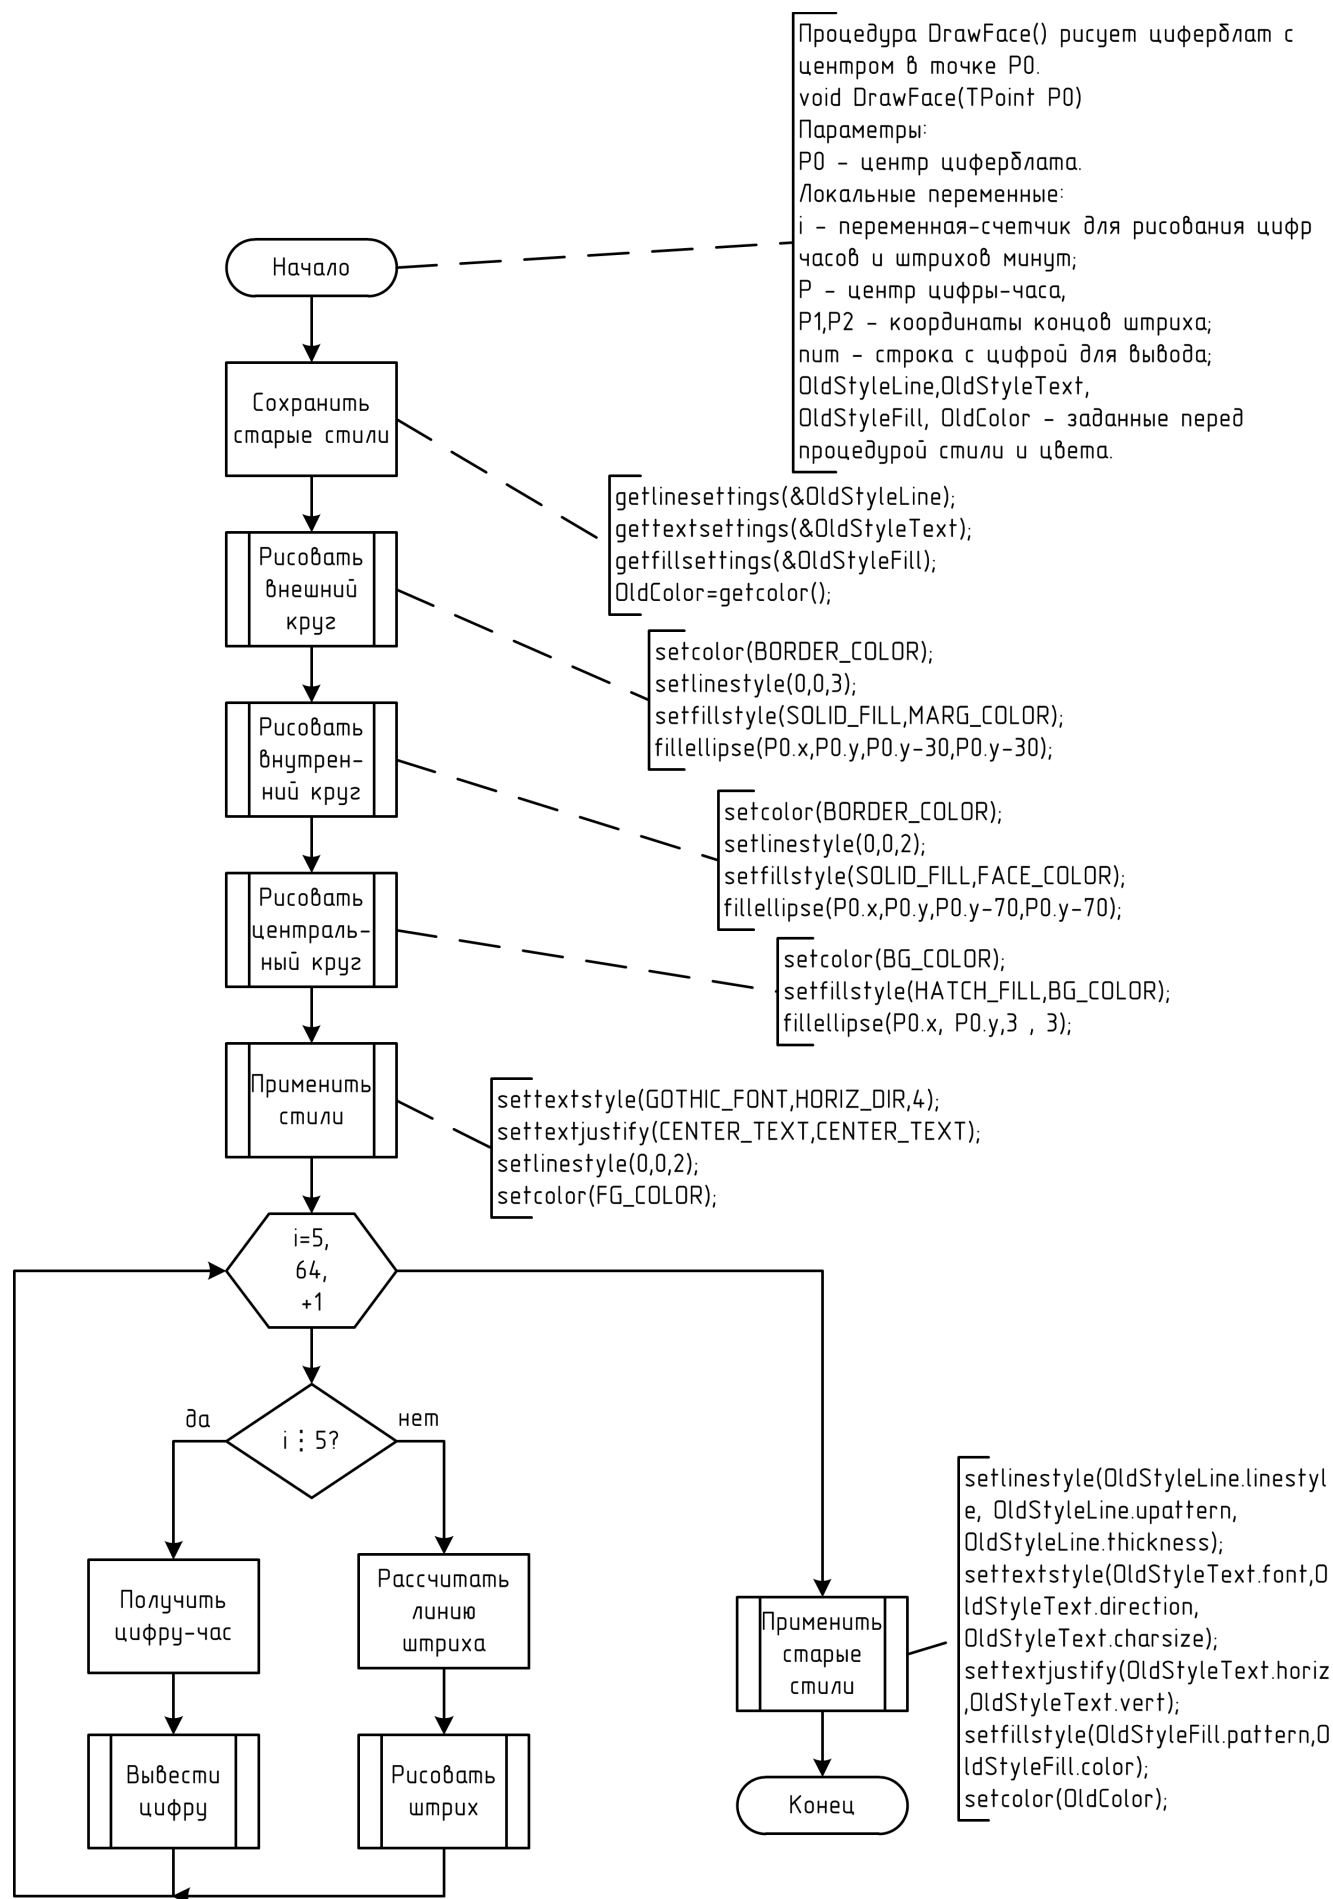 Процедура DrawFace() рисует циферблат с
центром в точке P0.
void DrawFace(TPoint P0)
Параметры:
P0 - центр циферблата.
Локальные переменные:
i - переменная-счетчик для рисования цифр
часов и штрихов минут;
P - центр цифры-часа,
P1,P2 - координаты концов штриха;
num - строка с цифрой для вывода;
OldStyleLine,OldStyleText,
OldStyleFill, OldColor - заданные перед
процедурой стили и цвета.
Начало
Сохранить
старые стили
getlinesettings(&OldStyleLine);
gettextsettings(&OldStyleText);
getfillsettings(&OldStyleFill);
OldColor=getcolor();
Рисовать
внешний
круг
setcolor(BORDER_COLOR);
setlinestyle(0,0,3);
setfillstyle(SOLID_FILL,MARG_COLOR);
fillellipse(P0.x,P0.y,P0.y-30,P0.y-30);
Рисовать
внутрен-
ний круг
setcolor(BORDER_COLOR);
setlinestyle(0,0,2);
setfillstyle(SOLID_FILL,FACE_COLOR);
fillellipse(P0.x,P0.y,P0.y-70,P0.y-70);
Рисовать
централь-
ный круг
setcolor(BG_COLOR);
setfillstyle(HATCH_FILL,BG_COLOR);
fillellipse(P0.x, P0.y,3 , 3);
Применить
стили
settextstyle(GOTHIC_FONT,HORIZ_DIR,4);
settextjustify(CENTER_TEXT,CENTER_TEXT);
setlinestyle(0,0,2);
setcolor(FG_COLOR);
i=5,
64,
+1
i ⋮ 5?
да
нет
Получить
цифру-час
Рассчитать
линию
штриха
Вывести
цифру
Рисовать
штрих
Применить
старые
стили
setlinestyle(OldStyleLine.linestyl
e, OldStyleLine.upattern,
OldStyleLine.thickness);
settextstyle(OldStyleText.font,O
ldStyleText.direction,
OldStyleText.charsize);
settextjustify(OldStyleText.horiz
,OldStyleText.vert);
setfillstyle(OldStyleFill.pattern,O
ldStyleFill.color);
setcolor(OldColor);
Конец